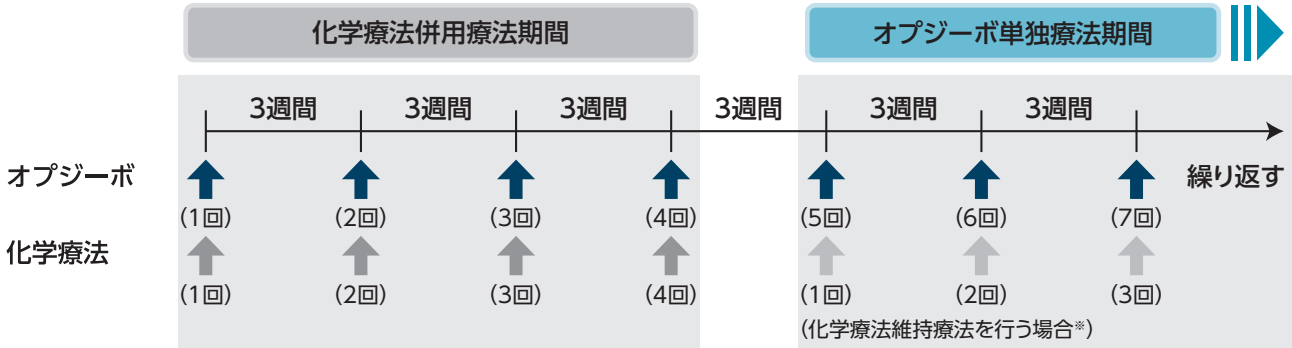 化学療法併用療法期間 オプジーボ単独療法期間
3週間 3週間 3週間 3週間 3週間 3週間
オプジーボ 繰り返す
(1回) (2回) (3回) (4回) (5回) (6回) (7回)
化学療法
(1回) (2回) (3回) (4回) (1回) (2回) (3回)
(化学療法維持療法を行う場合※)